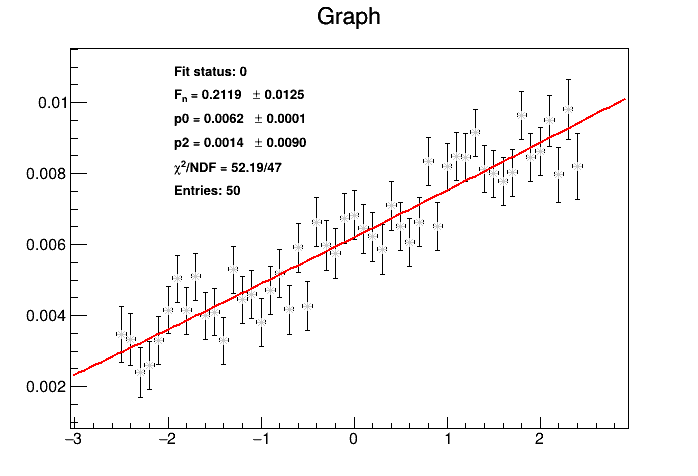 Graph
Fit status: 0
Fₙ = 0.2119 ± 0.0125
p0 = 0.0062 ± 0.0001
p2 = 0.0014 ± 0.0090
χ²/NDF = 52.19/47
Entries: 50
0.01
0.008
0.006
0.004
0.002
−3 −2 −1 0 1 2